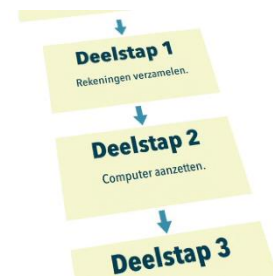 Deelstap 1
Rekeningen verzamelen.
Deelstap 2
Computer aanzetten.
Deelstap 3